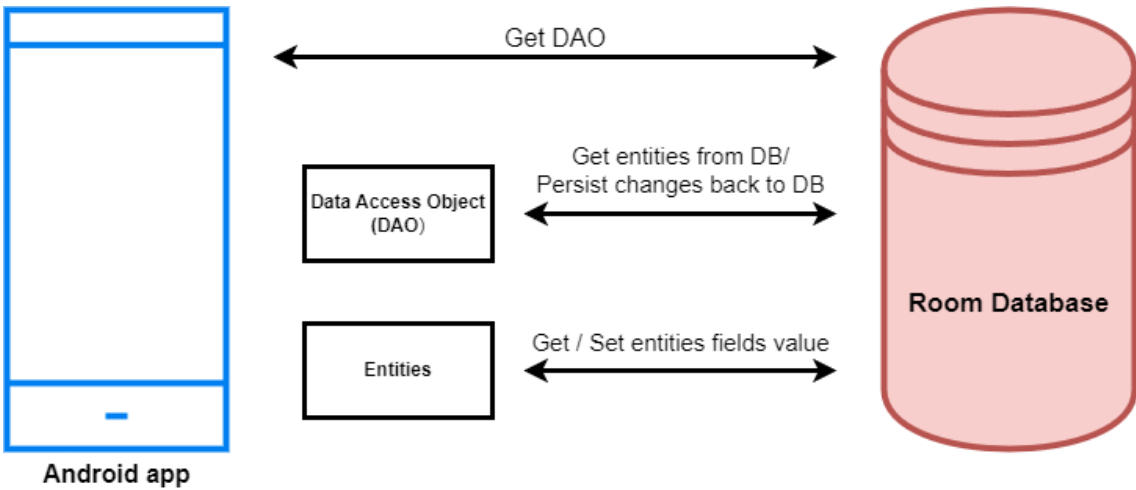 Get DAO
Get entities from DB/
Persist changes back to DB
Data Access Object
(DAO)
Room Database
Get / Set entities fields value
Entities
Android app